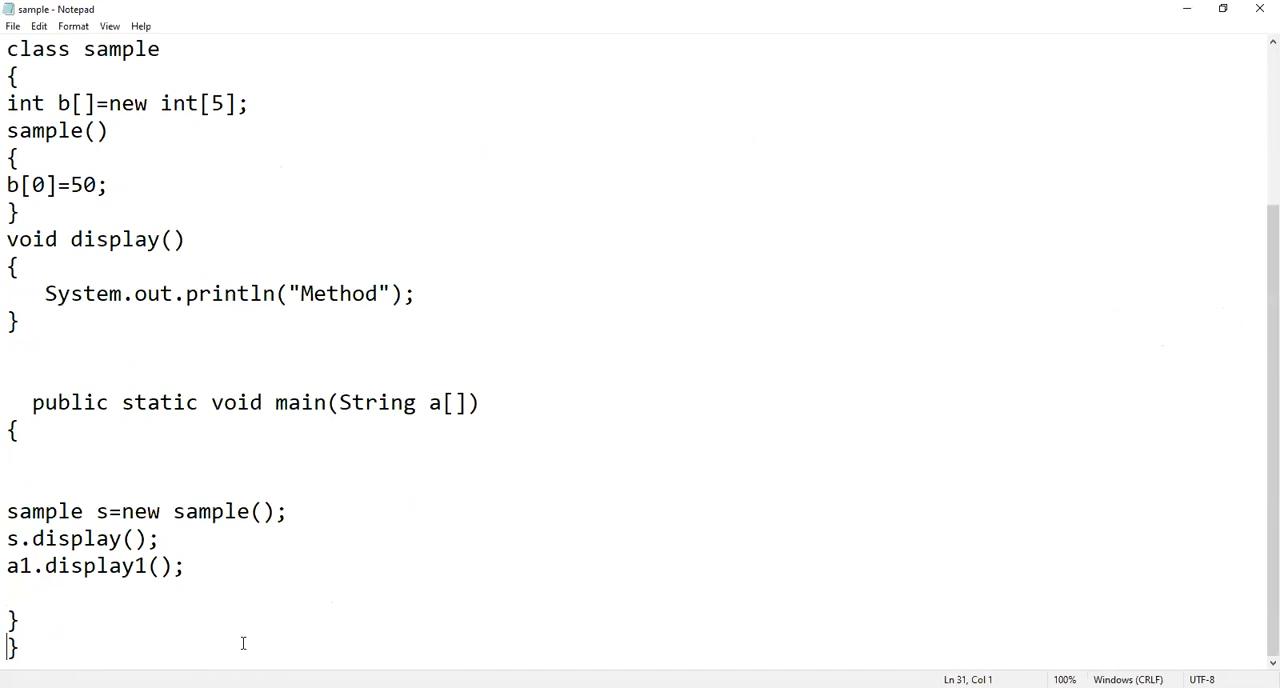 sample - Notepad
File Edit Format View Help
class sample
{
int b[]=new int[5];
sample()
{
b[0]=50;
}
void display()
{
System.out.println("Method");
}
public static void main(String a[])
{
sample s=new sample();
s.display();
a1.display1();
}
}
Ln 31, Col 1 100% Windows (CRLF) UTF-8